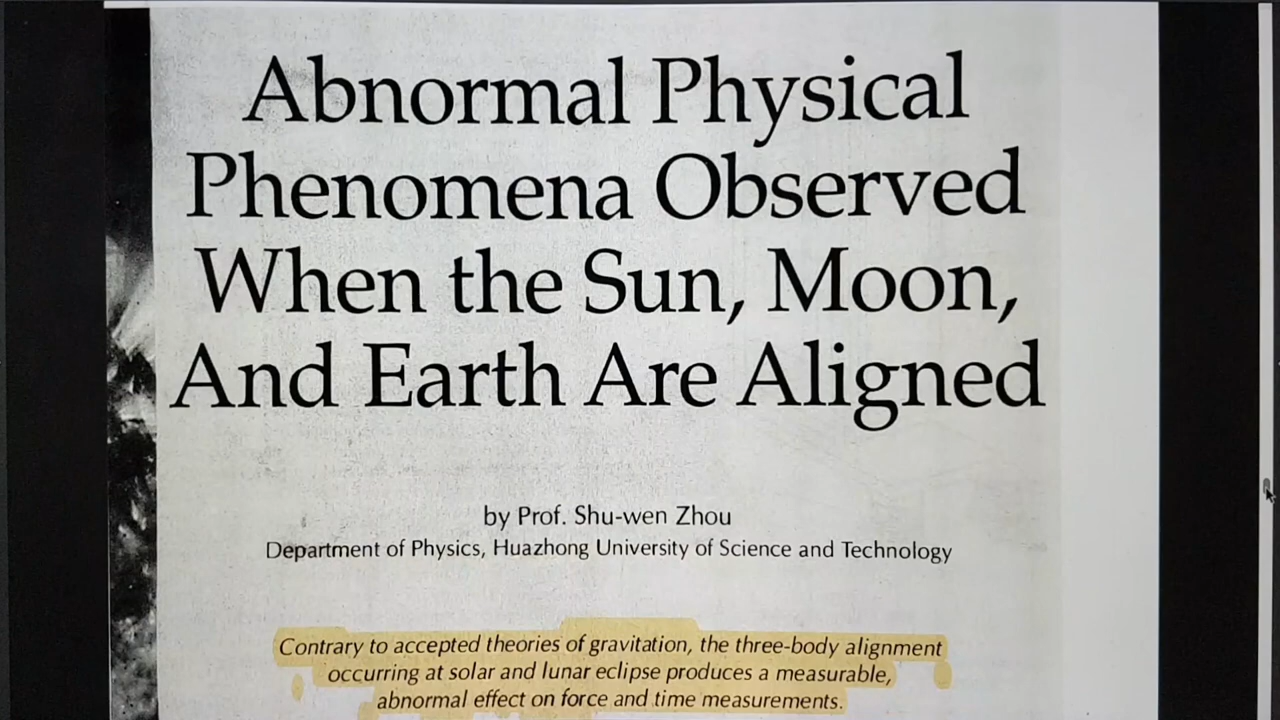 Abnormal Physical
Phenomena Observed
When the Sun, Moon,
And Earth Are Aligned
by Prof. Shu-wen Zhou
Department of Physics, Huazhong University of Science and Technology
Contrary to accepted theories of gravitation, the three-body alignment
occurring at solar and lunar eclipse produces a measurable,
abnormal effect on force and time measurements.